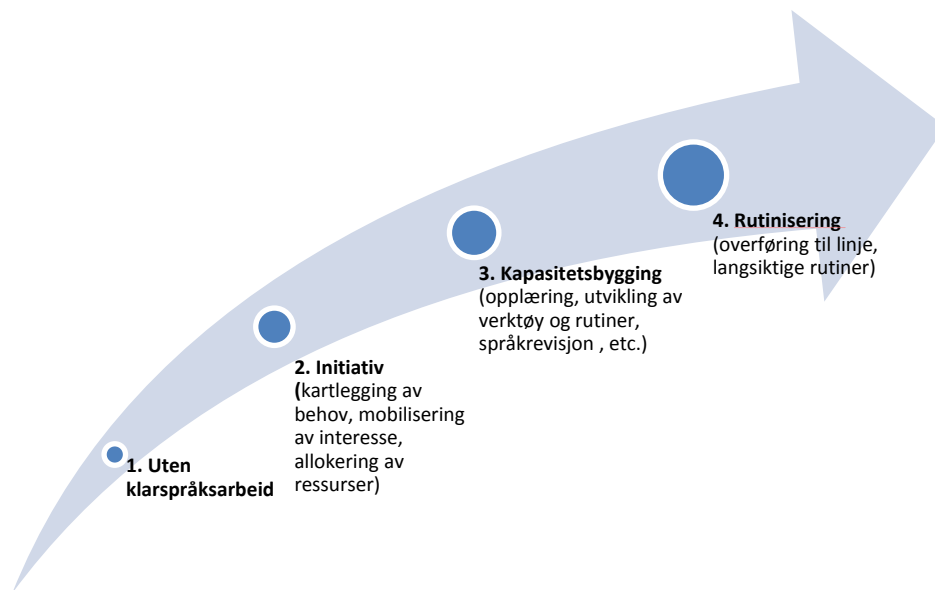 4. Rutinisering
(overføring til linje,
langsiktige rutiner)
3. Kapasitetsbygging
(opplæring, utvikling av
verktøy og rutiner,
språkrevisjon , etc.)
2. Initiativ
(kartlegging av
behov, mobilisering
av interesse,
allokering av
ressurser)
1. Uten
klarspråksarbeid